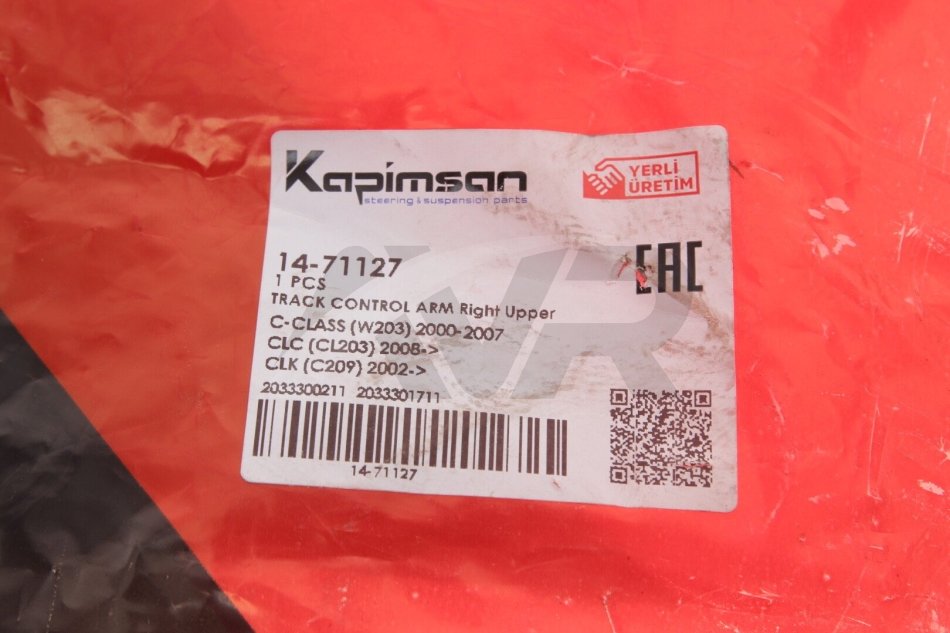 Kapimsan
steering & suspension parts
YERLİ
ÜRETİM
14-71127
1 PCS
TRACK CONTROL ARM Right Upper
C-CLASS (W203) 2000-2007
CLC (CL203) 2008->
CLK (C209) 2002->
2033300211 2033301711
14-71127
EAC